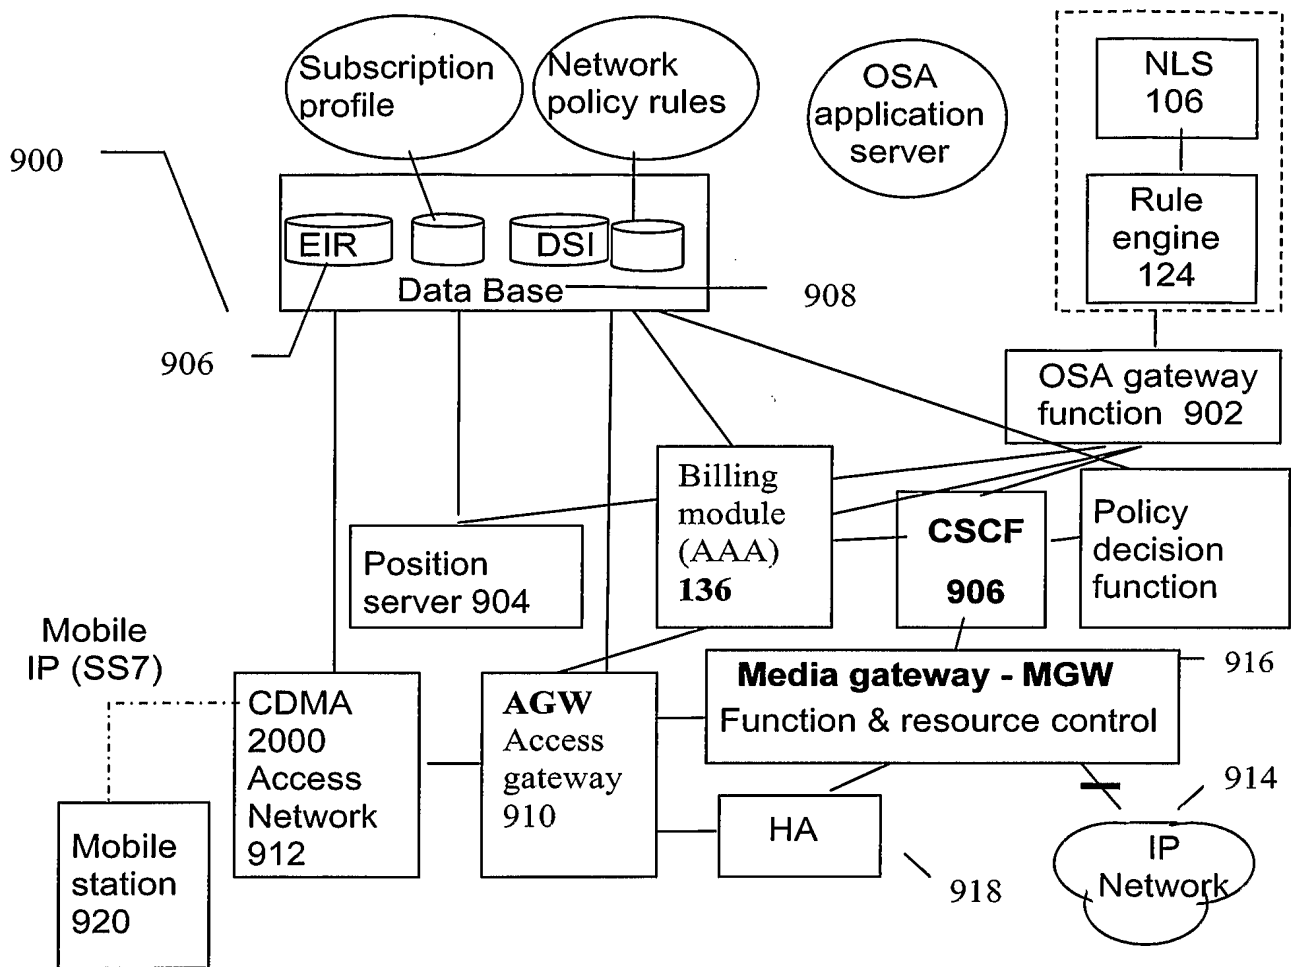 Subscription
profile
Network
policy rules
OSA
application
server
NLS
106
Rule
engine
124
900
EIR
DSI
Data Base
908
906
OSA gateway
function 902
Billing
module
(AAA)
136
CSCF
906
Policy
decision
function
Position
server 904
Mobile
IP (SS7)
CDMA
2000
Access
Network
912
AGW
Access
gateway
910
Media gateway - MGW
Function & resource control
916
914
HA
918
IP
Network
Mobile
station
920